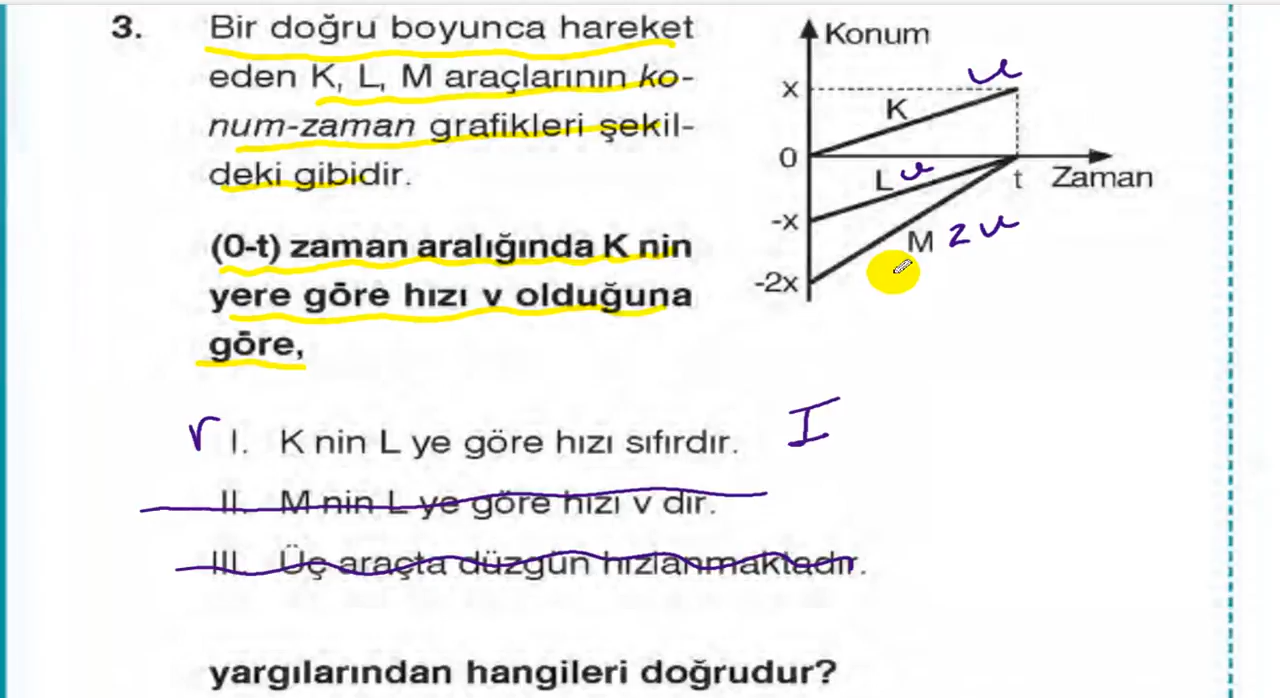 3. Bir doğru boyunca hareket
eden K, L, M araçlarının ko-
num-zaman grafikleri şekil-
deki gibidir.
(0-t) zaman aralığında K nin
yere göre hızı v olduğuna
göre,
Konum
x
K
0
L
t Zaman
-x
M 2
-2x
I. K nin L ye göre hızı sıfırdır. I
II. M nin L ye göre hızı v dir.
III. Üç araçta düzgün hızlanmaktadır.
yargılarından hangileri doğrudur?